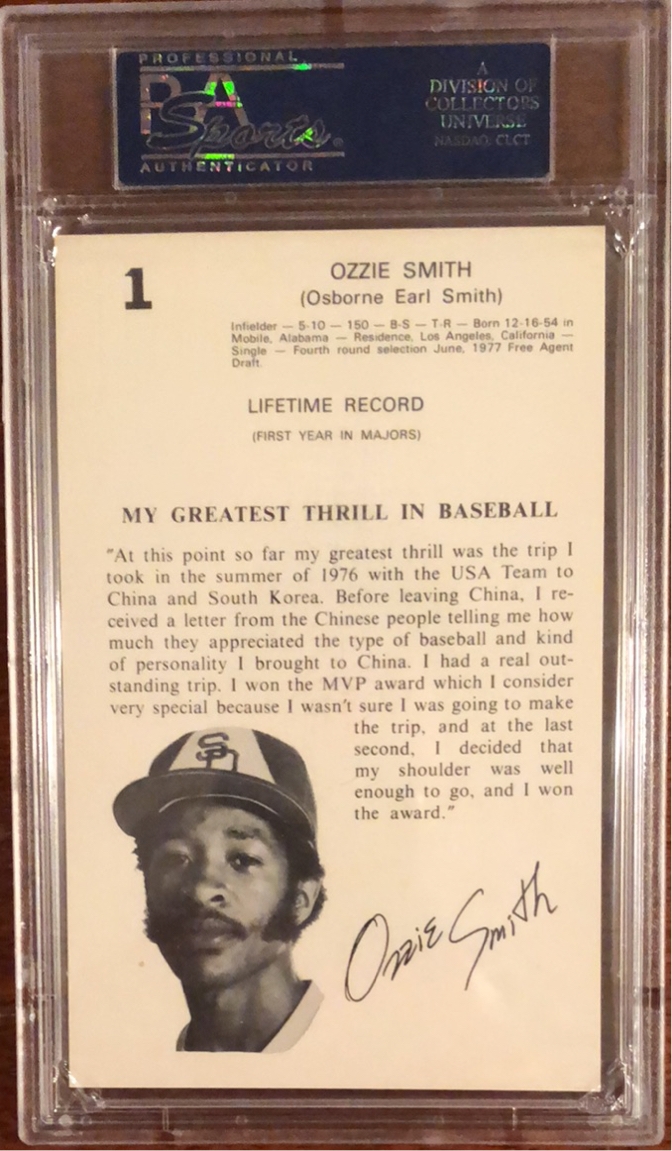 PROFESSIONAL
PSA
Sports.
AUTHENTICATOR
A
DIVISION OF
COLLECTORS
UNIVERSE
NASDAQ: CLCT
1
OZZIE SMITH
(Osborne Earl Smith)
Infielder — 5-10 — 150 — B-S — T-R — Born 12-16-54 in
Mobile, Alabama — Residence, Los Angeles, California —
Single — Fourth round selection June, 1977 Free Agent
Draft.
LIFETIME RECORD
(FIRST YEAR IN MAJORS)
MY GREATEST THRILL IN BASEBALL
"At this point so far my greatest thrill was the trip I
took in the summer of 1976 with the USA Team to
China and South Korea. Before leaving China, I re-
ceived a letter from the Chinese people telling me how
much they appreciated the type of baseball and kind
of personality I brought to China. I had a real out-
standing trip. I won the MVP award which I consider
very special because I wasn't sure I was going to make
the trip, and at the last
second, I decided that
my shoulder was well
enough to go, and I won
the award."
SD
Ozzie Smith